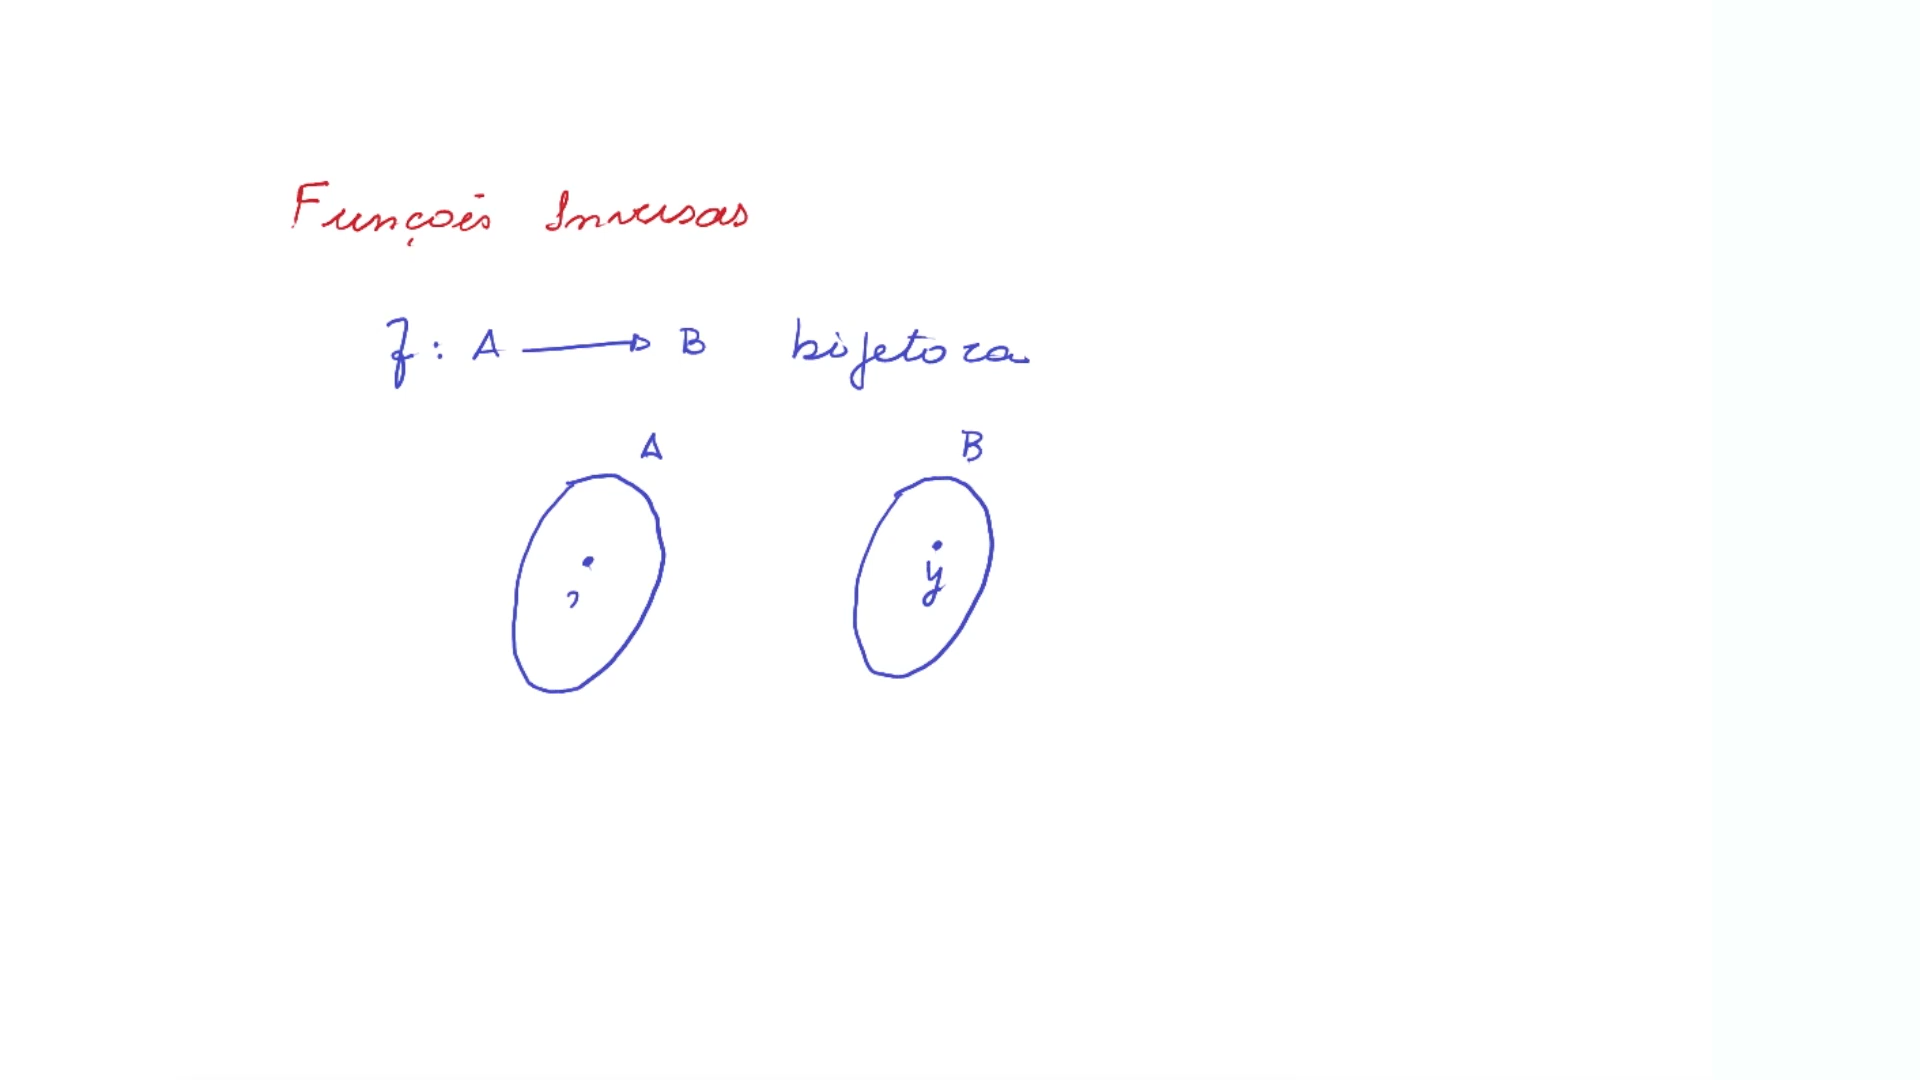 Funções Inversas
f: A → B bijetora
A B
y